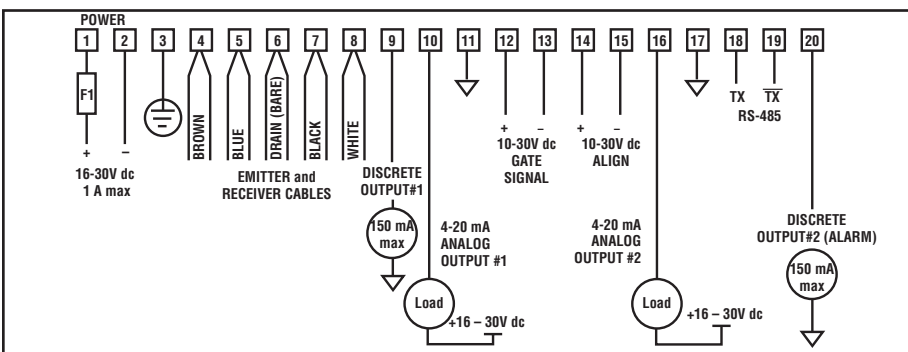 POWER
1 2 3 4 5 6 7 8 9 10 11 12 13 14 15 16 17 18 19 20
F1
+ –
16-30V dc
1 A max
BROWN
BLUE
DRAIN (BARE)
BLACK
WHITE
EMITTER and
RECEIVER CABLES
DISCRETE
OUTPUT#1
150 mA
max
4-20 mA
ANALOG
OUTPUT #1
Load
+16 – 30V dc
+ –
10-30V dc
GATE
SIGNAL
+ –
10-30V dc
ALIGN
4-20 mA
ANALOG
OUTPUT #2
Load
+16 – 30V dc
TX T̅X̅
RS-485
DISCRETE
OUTPUT#2 (ALARM)
150 mA
max